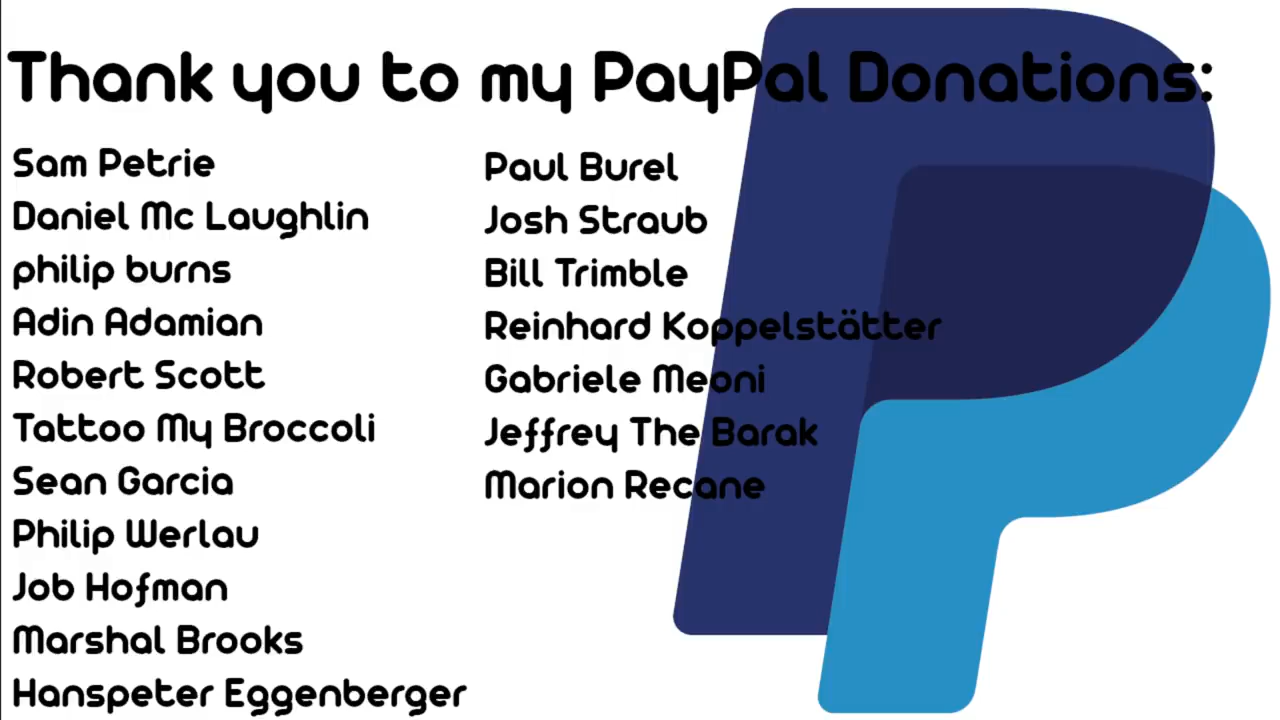 Thank you to my PayPal Donations:
Sam Petrie
Daniel Mc Laughlin
philip burns
Adin Adamian
Robert Scott
Tattoo My Broccoli
Sean Garcia
Philip Werlau
Job Hofman
Marshal Brooks
Hanspeter Eggenberger
Paul Burel
Josh Straub
Bill Trimble
Reinhard Koppelstätter
Gabriele Meoni
Jeffrey The Barak
Marion Recane